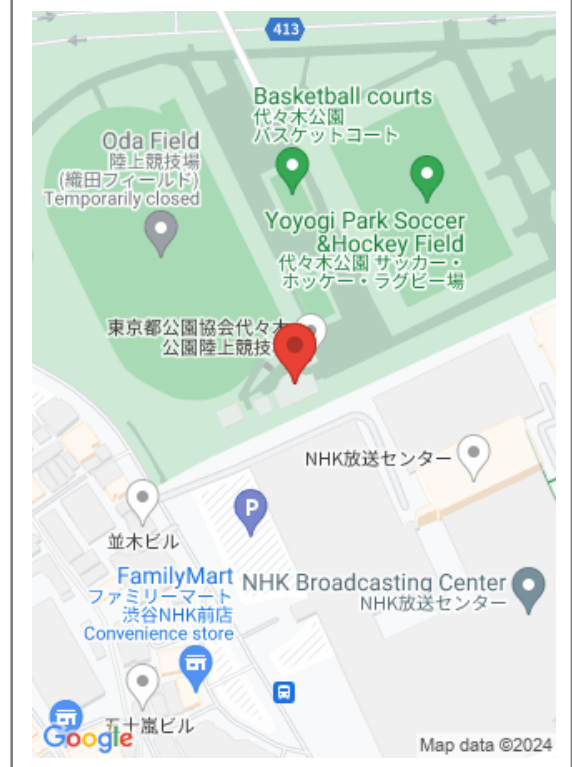 413
Basketball courts
代々木公園
バスケットコート
Oda Field
陸上競技場
(織田フィールド)
Temporarily closed
Yoyogi Park Soccer
&Hockey Field
代々木公園 サッカー・
ホッケー・ラグビー場
東京都公園協会代々木
公園陸上競技
NHK放送センター
P
並木ビル
FamilyMart
ファミリーマート
渋谷NHK前店
Convenience store
NHK Broadcasting Center
NHK放送センター
五十嵐ビル
Google
Map data ©2024